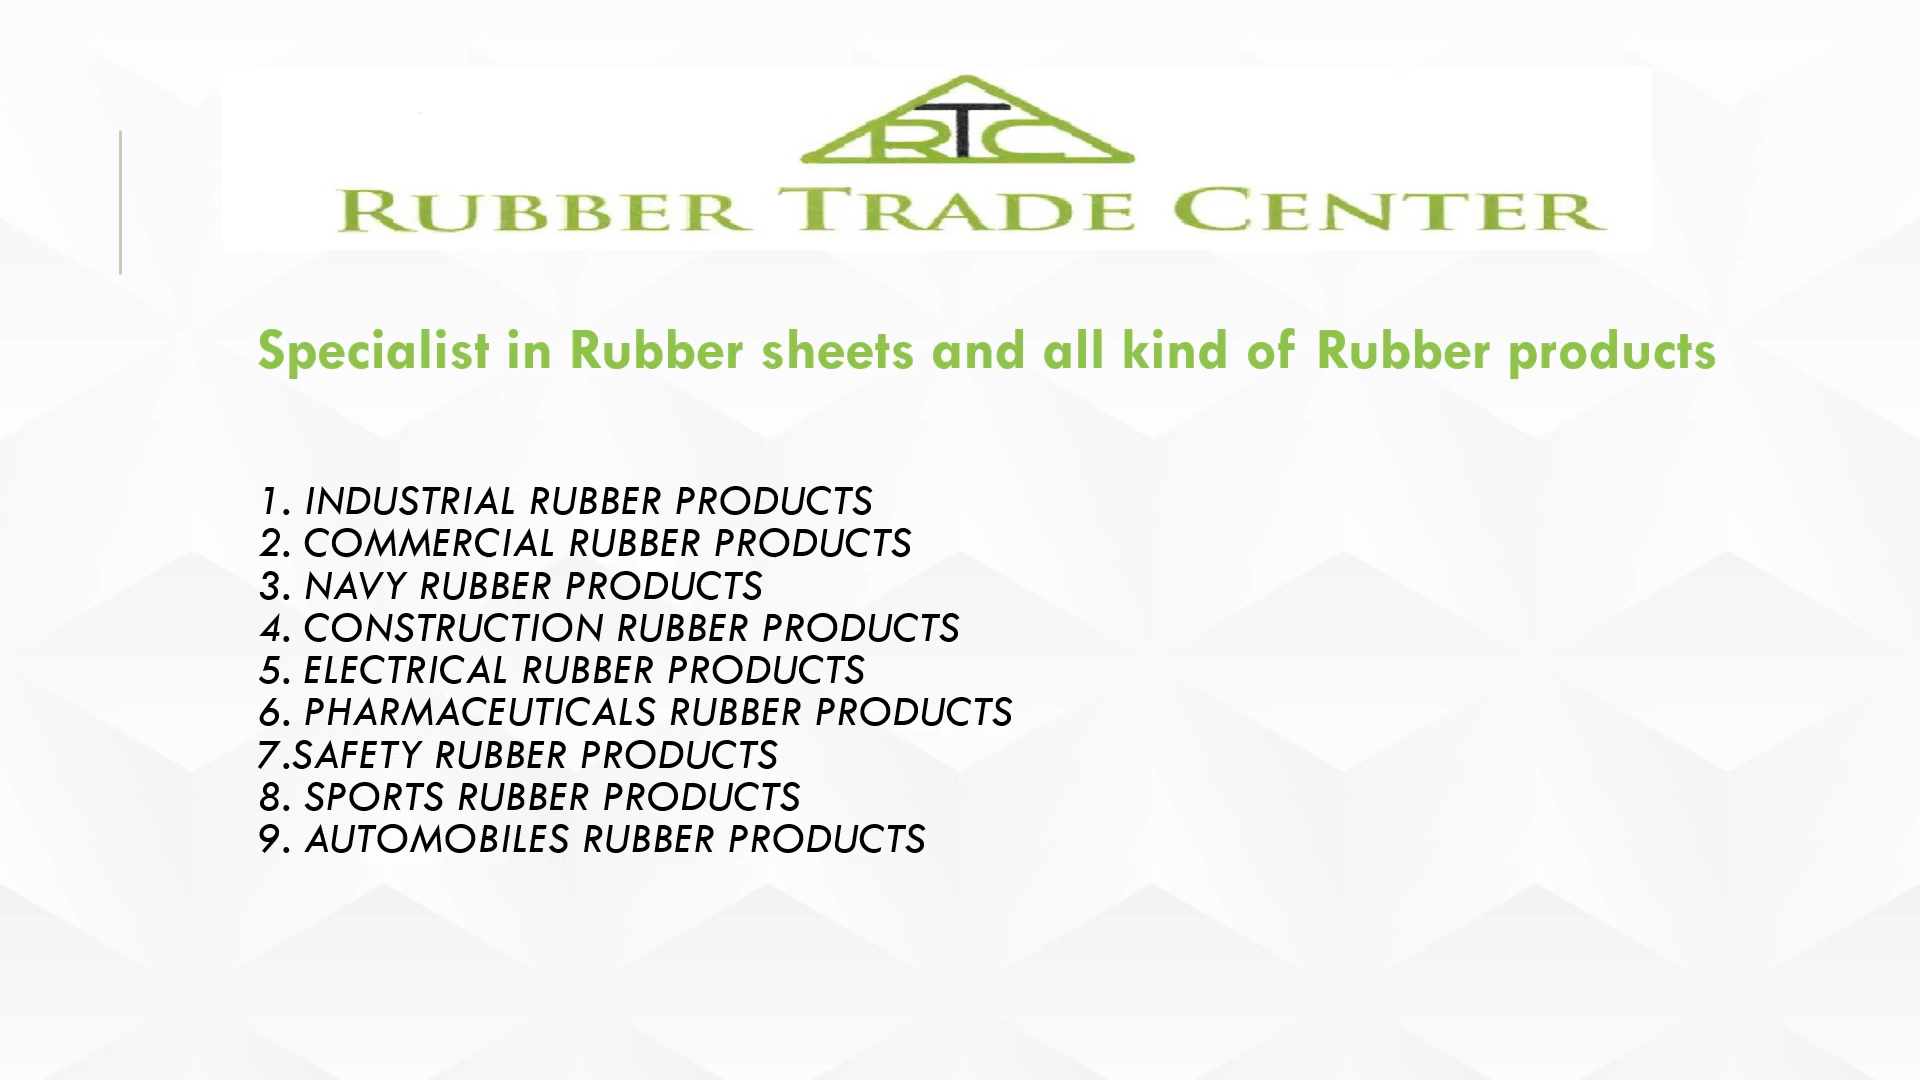 RTC
RUBBER TRADE CENTER
Specialist in Rubber sheets and all kind of Rubber products
1. INDUSTRIAL RUBBER PRODUCTS
2. COMMERCIAL RUBBER PRODUCTS
3. NAVY RUBBER PRODUCTS
4. CONSTRUCTION RUBBER PRODUCTS
5. ELECTRICAL RUBBER PRODUCTS
6. PHARMACEUTICALS RUBBER PRODUCTS
7.SAFETY RUBBER PRODUCTS
8. SPORTS RUBBER PRODUCTS
9. AUTOMOBILES RUBBER PRODUCTS